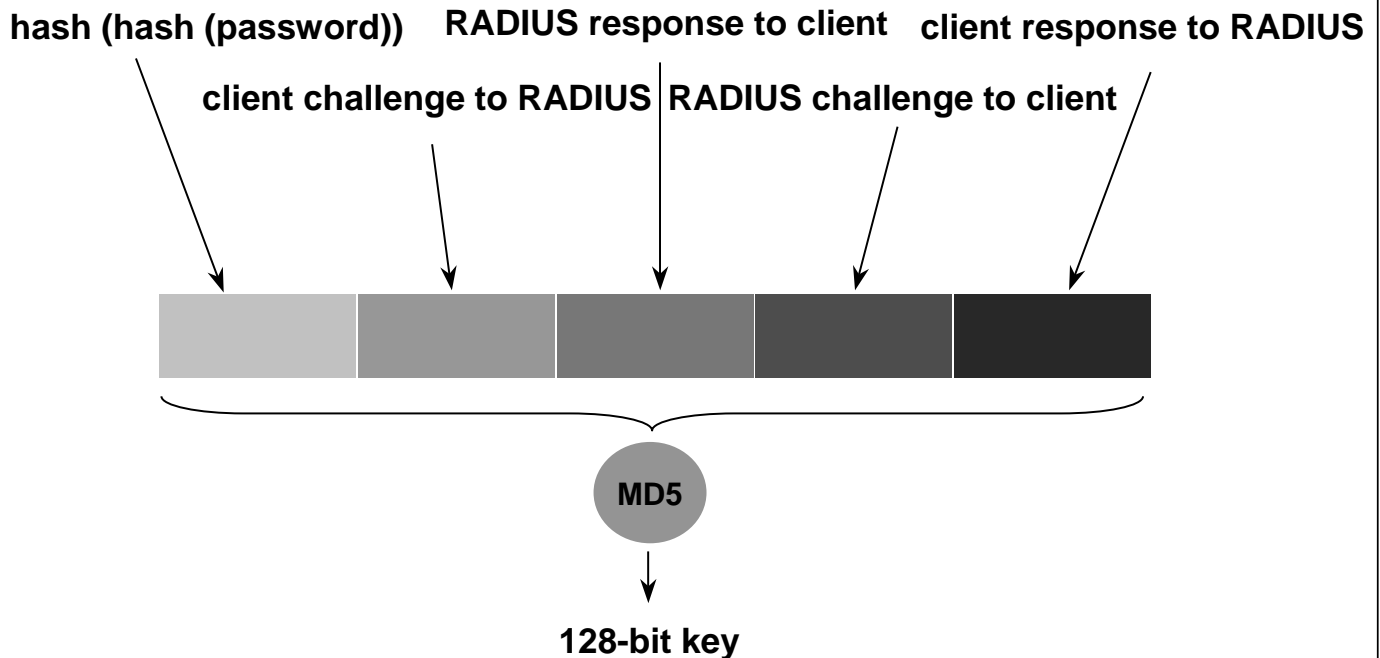 hash (hash (password))
RADIUS response to client
client response to RADIUS
client challenge to RADIUS
RADIUS challenge to client
MD5
128-bit key